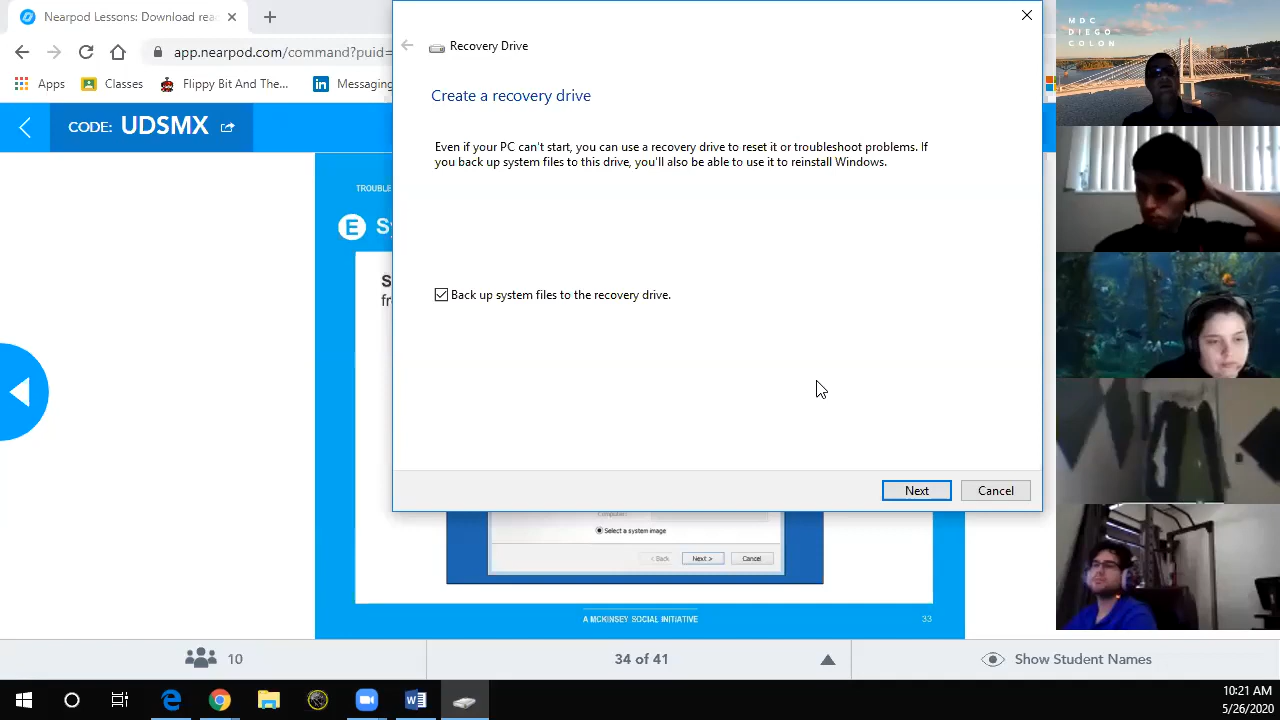 Nearpod Lessons: Download rea
app.nearpod.com/command?puid=
Apps
Classes
Flippy Bit And The...
Messaging
CODE: UDSMX
TROUBLE
E
fr
Recovery Drive
Create a recovery drive
Even if your PC can't start, you can use a recovery drive to reset it or troubleshoot problems. If
you back up system files to this drive, you'll also be able to use it to reinstall Windows.
Back up system files to the recovery drive.
Next
Cancel
Computer:
Select a system image
< Back
Next >
Cancel
A MCKINSEY SOCIAL INITIATIVE
33
10
34 of 41
Show Student Names
MDC
DIEGO
COLON
10:21 AM
5/26/2020